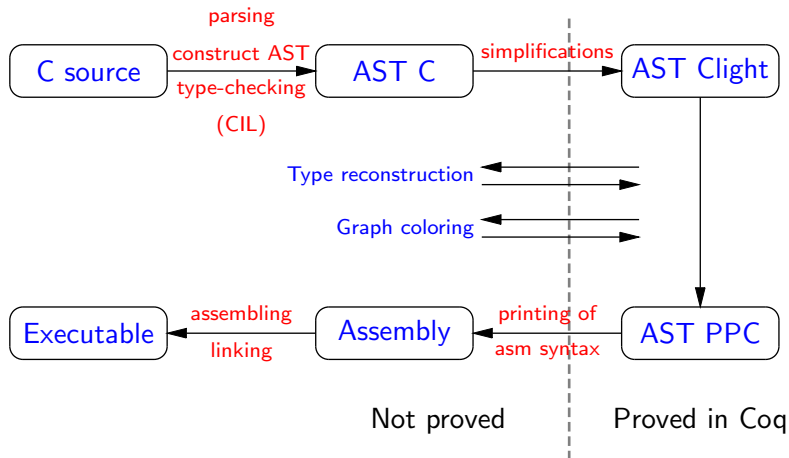 parsing
construct AST
type-checking
(CIL)
C source
AST C
simplifications
AST Clight
Type reconstruction
Graph coloring
Executable
assembling
linking
Assembly
printing of
asm syntax
AST PPC
Not proved
Proved in Coq